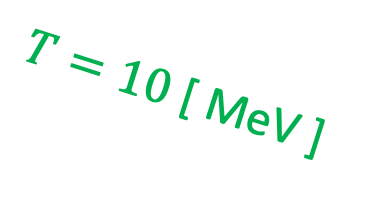 T = 10 [ MeV ]